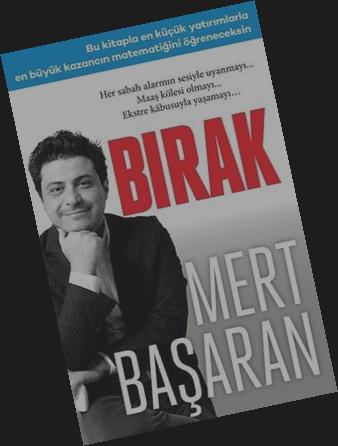 Bu kitapla en küçük yatırımlarla
en büyük kazancın matematiğini öğreneceksin
Her sabah alarmın sesiyle uyanmayı...
Maaş kölesi olmayı...
Ekstre kâbusuyla yaşamayı...
BIRAK
MERT
BAŞARAN